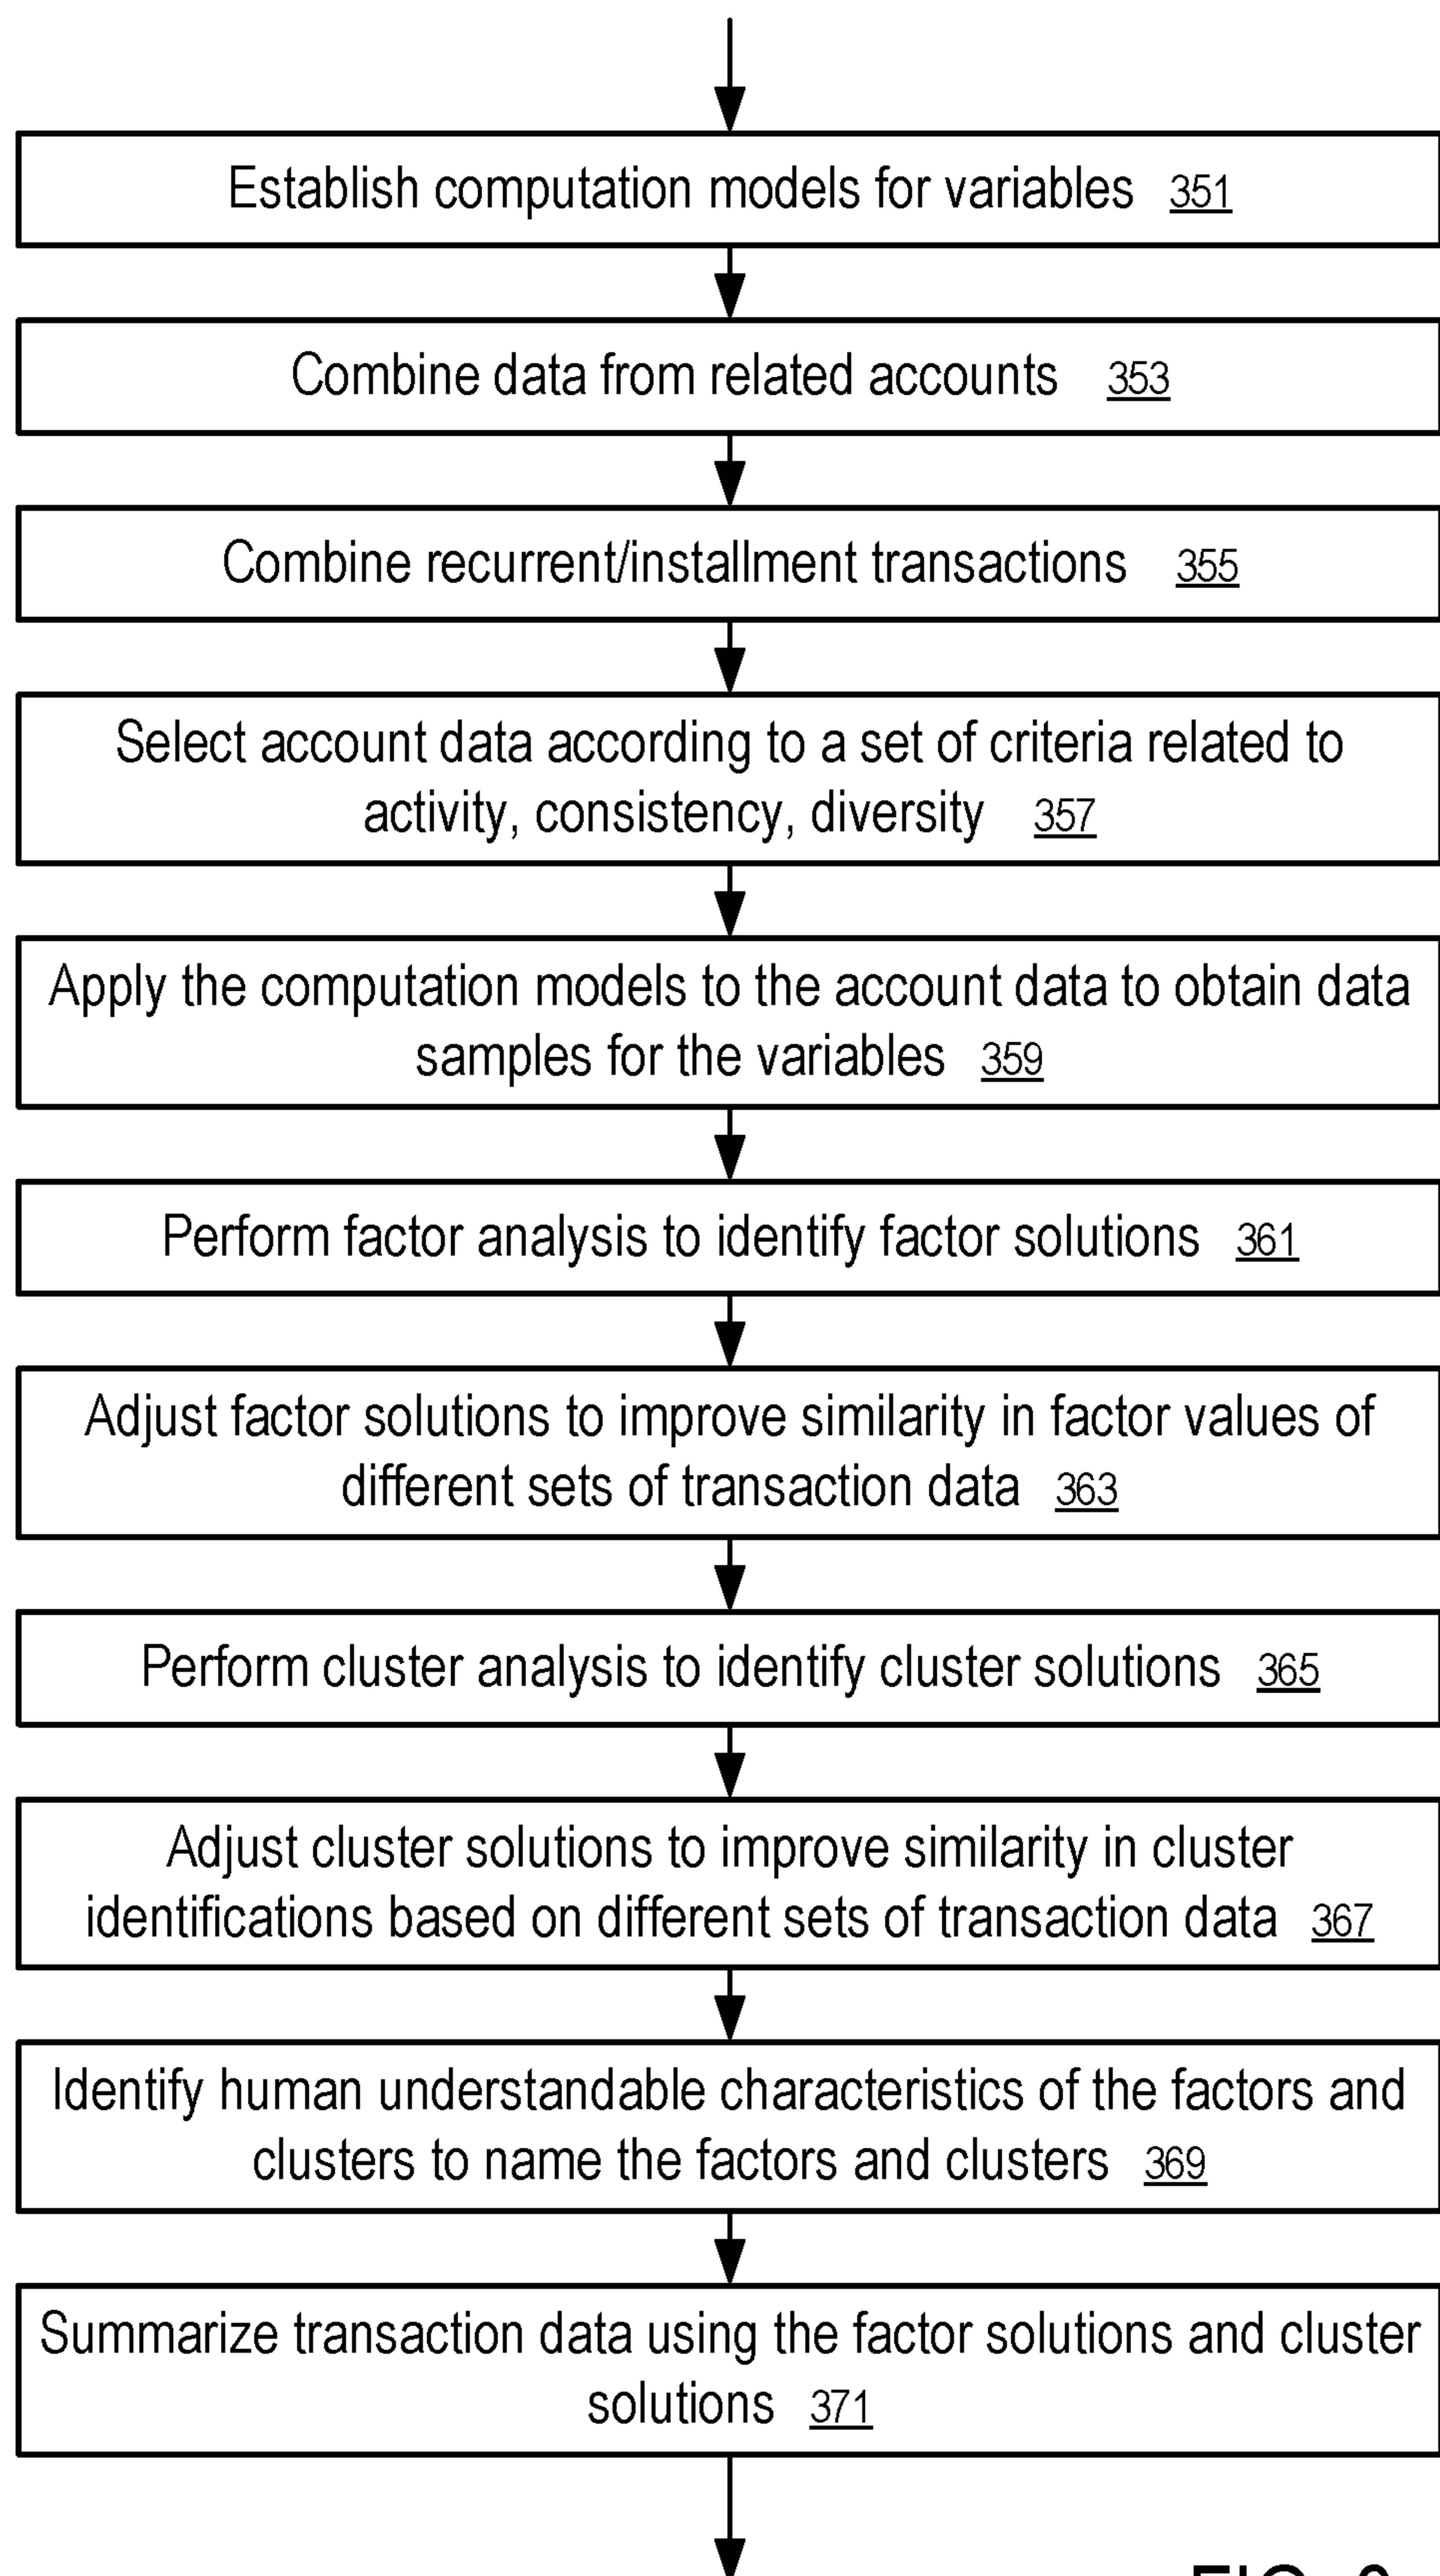 Establish computation models for variables 351
Combine data from related accounts 353
Combine recurrent/installment transactions 355
Select account data according to a set of criteria related to
activity, consistency, diversity 357
Apply the computation models to the account data to obtain data
samples for the variables 359
Perform factor analysis to identify factor solutions 361
Adjust factor solutions to improve similarity in factor values of
different sets of transaction data 363
Perform cluster analysis to identify cluster solutions 365
Adjust cluster solutions to improve similarity in cluster
identifications based on different sets of transaction data 367
Identify human understandable characteristics of the factors and
clusters to name the factors and clusters 369
Summarize transaction data using the factor solutions and cluster
solutions 371